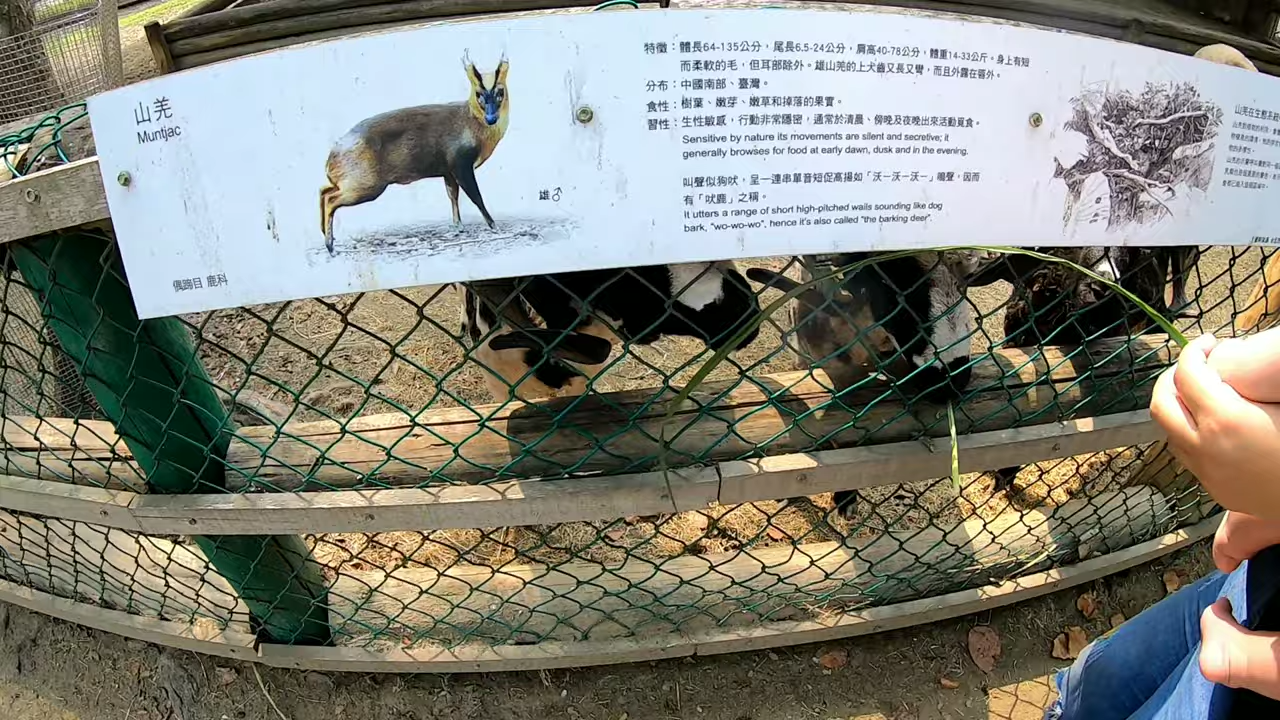 山羌
Muntjac
偶蹄目 鹿科
雄♂
特徵：體長64-135公分，尾長6.5-24公分，肩高40-78公分，體重14-33公斤。身上有短
而柔軟的毛，但耳部除外。雄山羌的上犬齒又長又彎，而且外露在唇外。
分布：中國南部、臺灣。
食性：樹葉、嫩芽、嫩草和掉落的果實。
習性：生性敏感，行動非常隱密，通常於清晨、傍晚及夜晚出來活動覓食。
Sensitive by nature its movements are silent and secretive; it
generally browses for food at early dawn, dusk and in the evening.
叫聲似狗吠，呈一連串單音短促高揚如「沃－沃－沃－」鳴聲，因而
有「吠鹿」之稱。
It utters a range of short high-pitched wails sounding like dog
bark, "wo-wo-wo", hence it's also called "the barking deer".
山羌在生態系